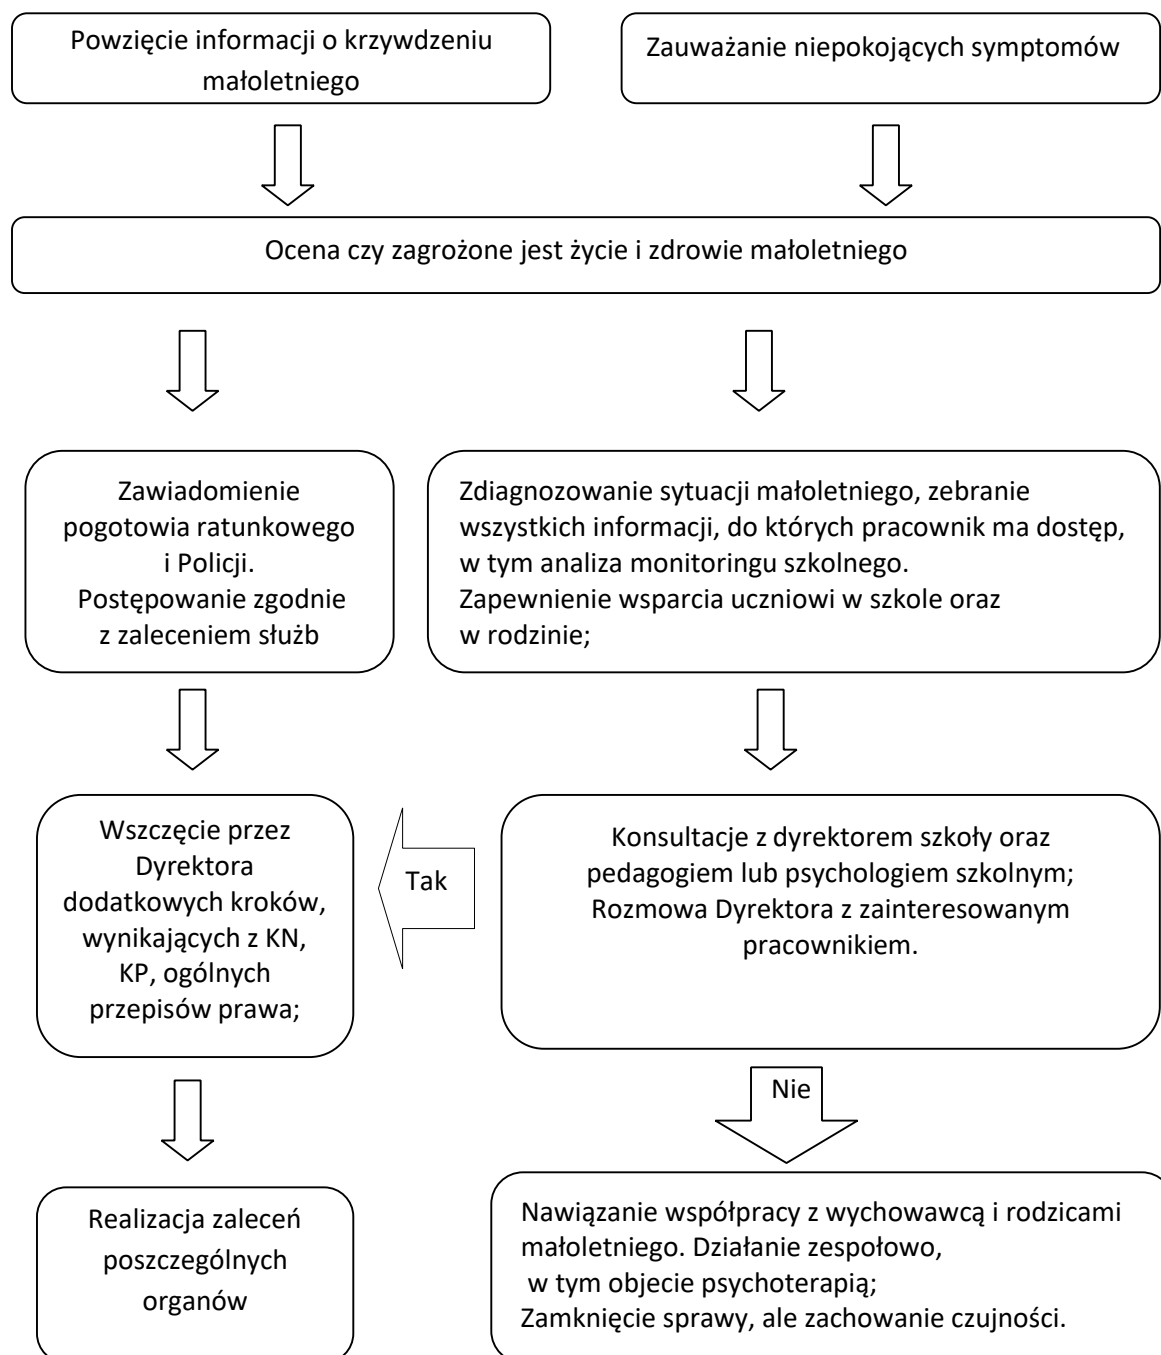 Powzięcie informacji o krzywdzeniu
małoletniego
Zauważanie niepokojących symptomów
Ocena czy zagrożone jest życie i zdrowie małoletniego
Zawiadomienie
pogotowia ratunkowego
i Policji.
Postępowanie zgodnie
z zaleceniem służb
Zdiagnozowanie sytuacji małoletniego, zebranie
wszystkich informacji, do których pracownik ma dostęp,
w tym analiza monitoringu szkolnego.
Zapewnienie wsparcia uczniowi w szkole oraz
w rodzinie;
Wszczęcie przez
Dyrektora
dodatkowych kroków,
wynikających z KN,
KP, ogólnych
przepisów prawa;
Tak
Konsultacje z dyrektorem szkoły oraz
pedagogiem lub psychologiem szkolnym;
Rozmowa Dyrektora z zainteresowanym
pracownikiem.
Nie
Realizacja zaleceń
poszczególnych
organów
Nawiązanie współpracy z wychowawcą i rodzicami
małoletniego. Działanie zespołowo,
w tym objecie psychoterapią;
Zamknięcie sprawy, ale zachowanie czujności.